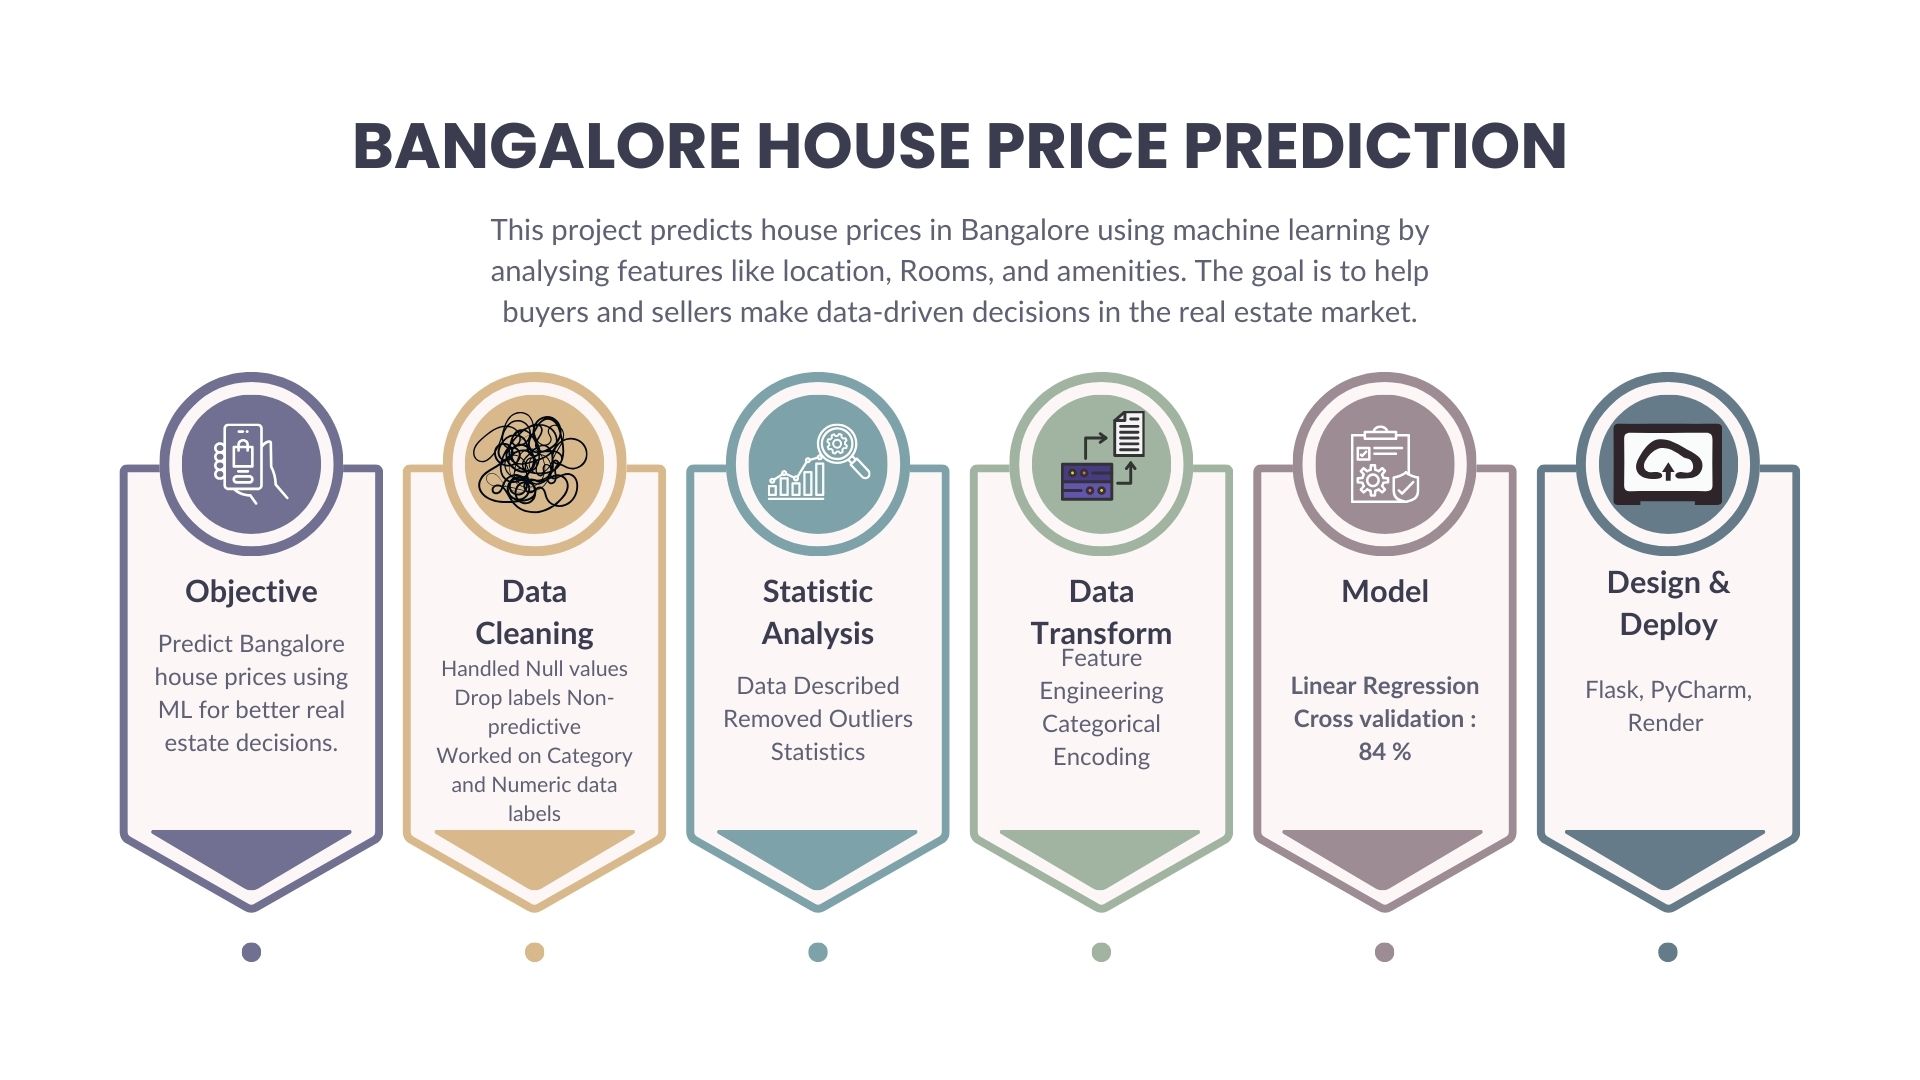 BANGALORE HOUSE PRICE PREDICTION
This project predicts house prices in Bangalore using machine learning by
analysing features like location, Rooms, and amenities. The goal is to help
buyers and sellers make data-driven decisions in the real estate market.
Objective
Predict Bangalore
house prices using
ML for better real
estate decisions.
Data
Cleaning
Handled Null values
Drop labels Non-
predictive
Worked on Category
and Numeric data
labels
Statistic
Analysis
Data Described
Removed Outliers
Statistics
Data
Transform
Feature
Engineering
Categorical
Encoding
Model
Linear Regression
Cross validation :
84 %
Design &
Deploy
Flask, PyCharm,
Render